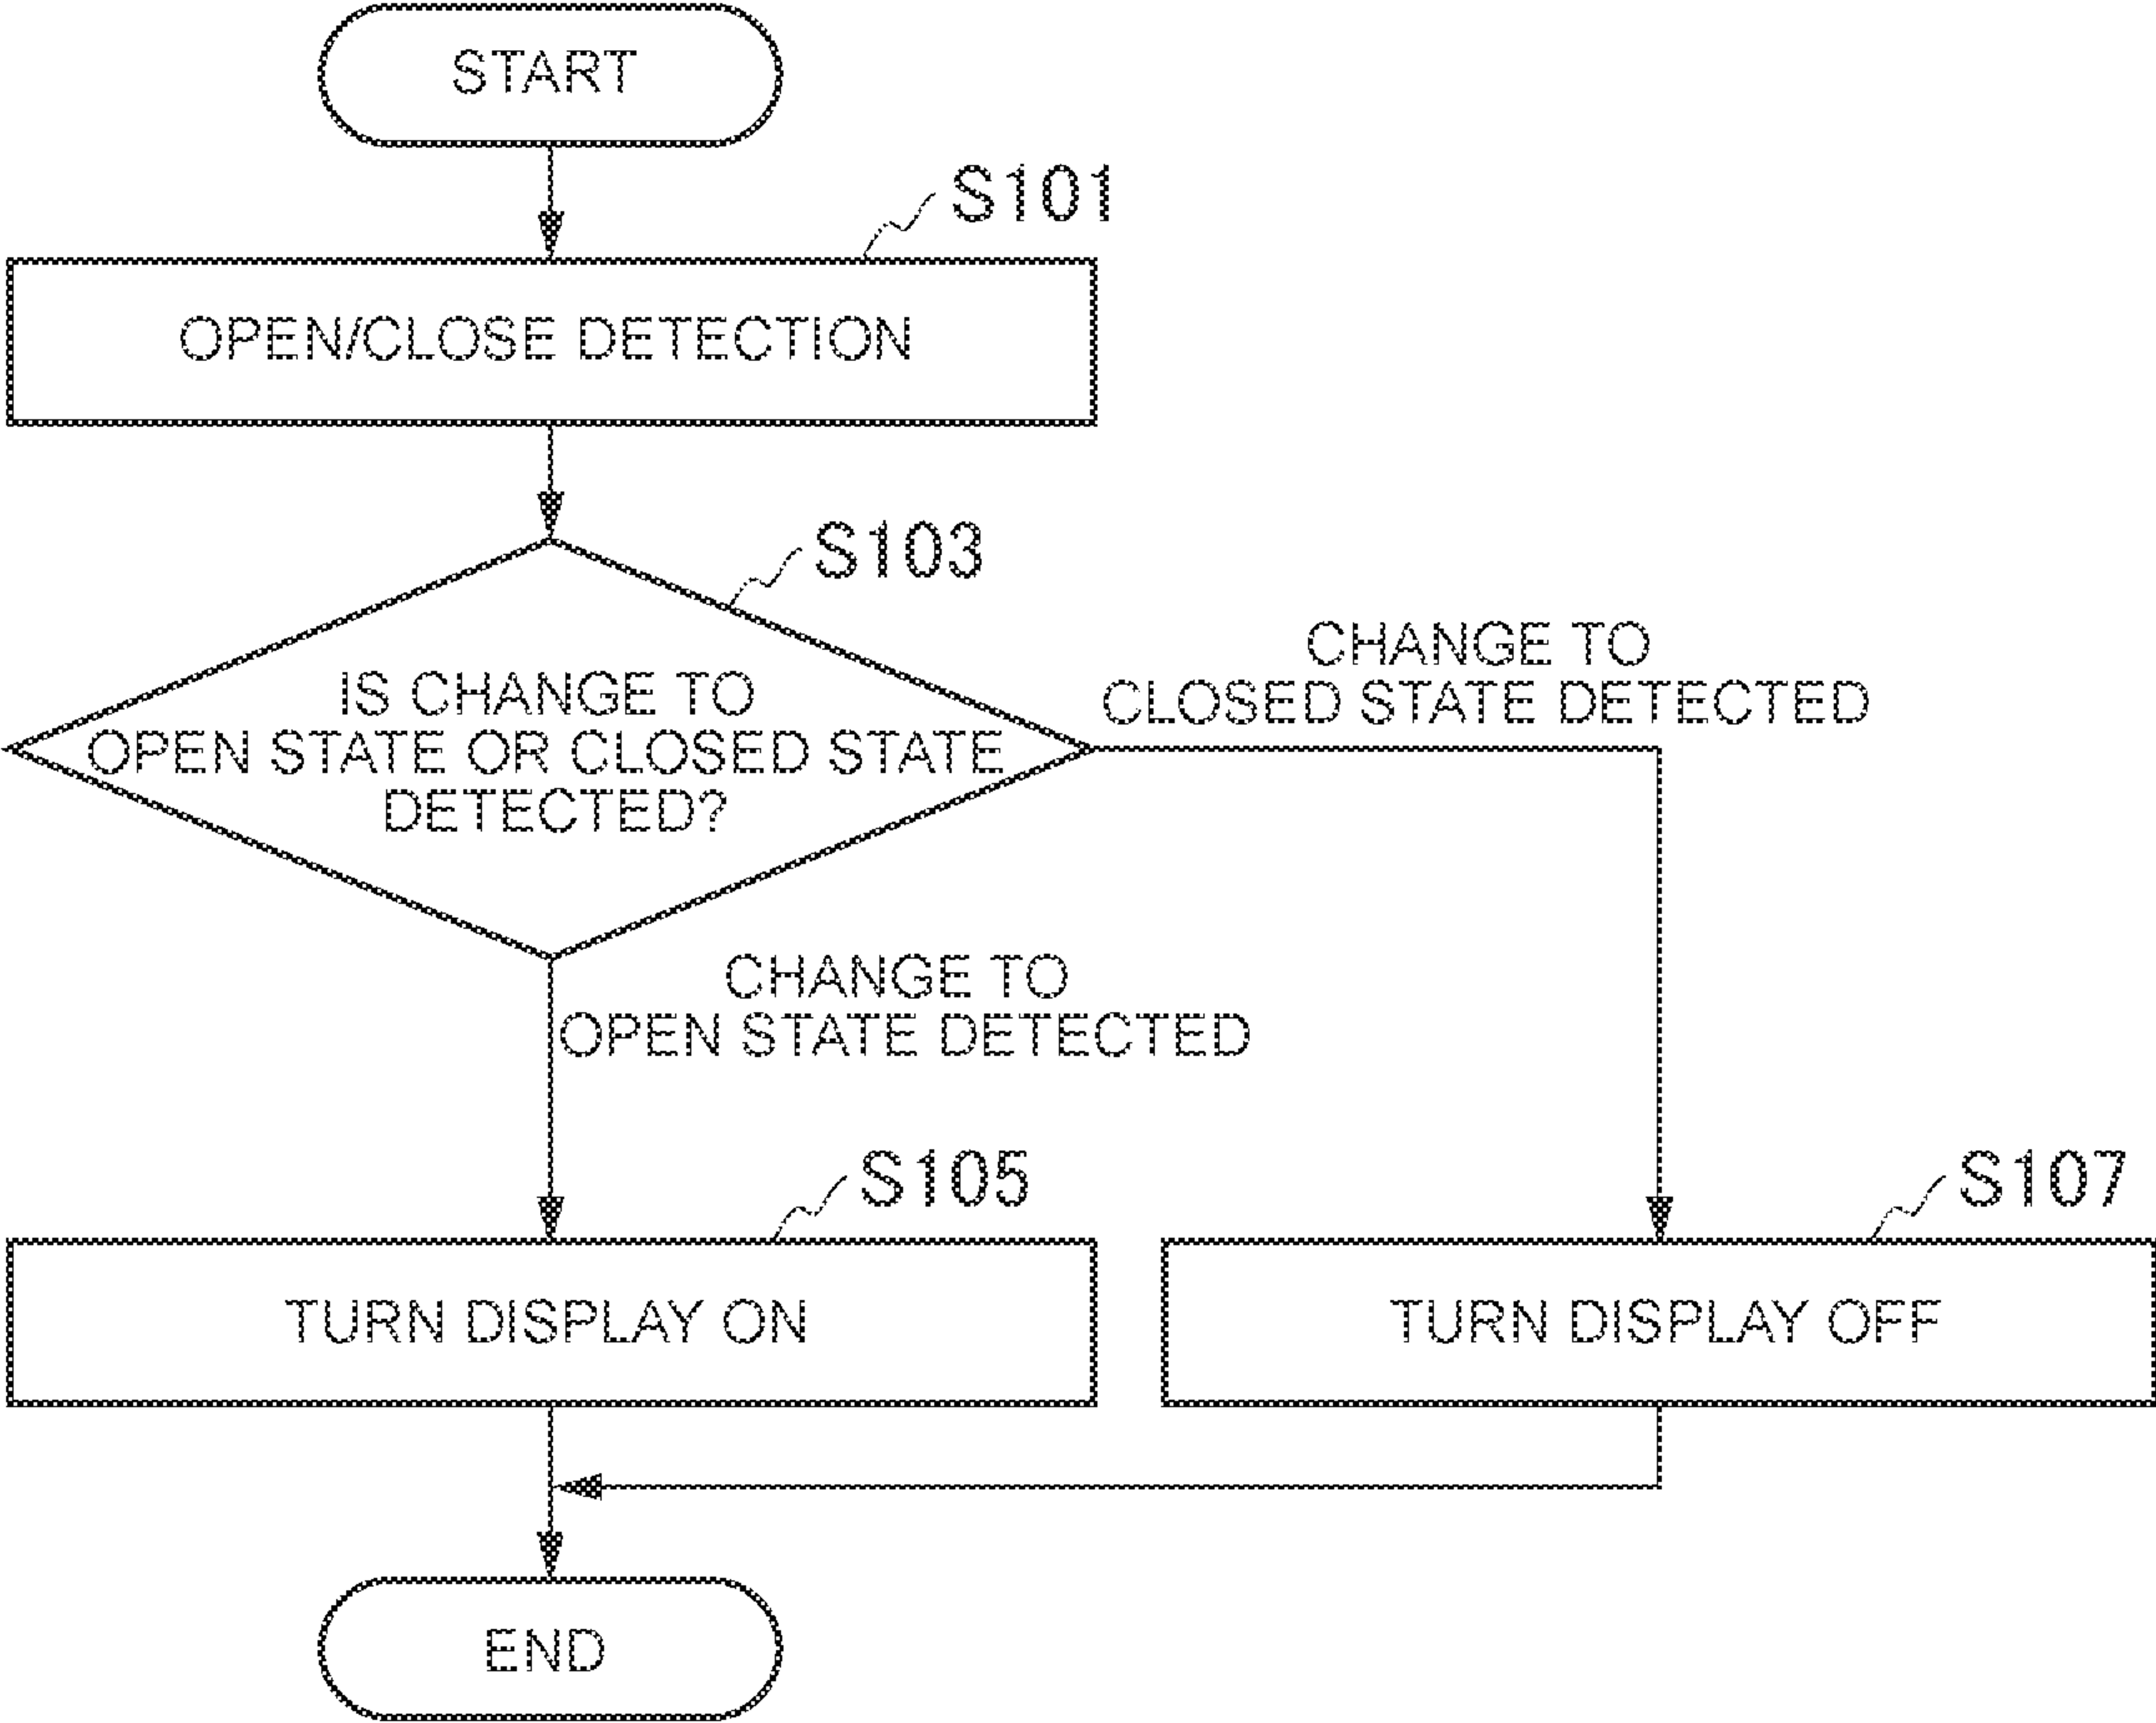 START
S101
OPEN/CLOSE DETECTION
S103
IS CHANGE TO
OPEN STATE OR CLOSED STATE
DETECTED?
CHANGE TO
CLOSED STATE DETECTED
CHANGE TO
OPEN STATE DETECTED
S105
TURN DISPLAY ON
S107
TURN DISPLAY OFF
END